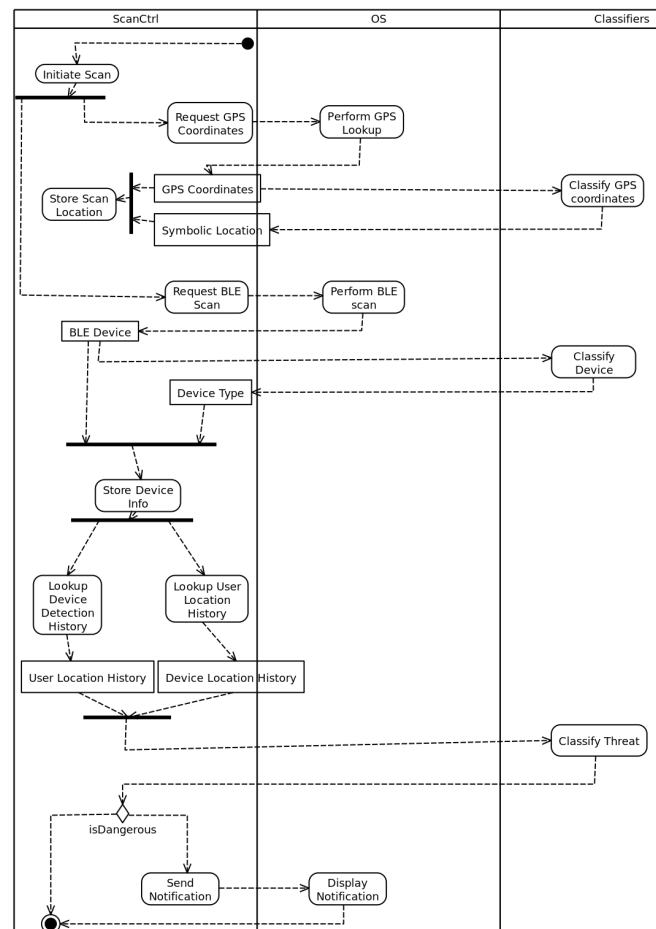 ScanCtrl
OS
Classifiers
Initiate Scan
Request GPS
Coordinates
Perform GPS
Lookup
GPS Coordinates
Classify GPS
coordinates
Store Scan
Location
Symbolic Location
Request BLE
Scan
Perform BLE
scan
BLE Device
Classify
Device
Device Type
Store Device
Info
Lookup
Device
Detection
History
Lookup User
Location
History
User Location History
Device Location History
Classify Threat
isDangerous
Send
Notification
Display
Notification